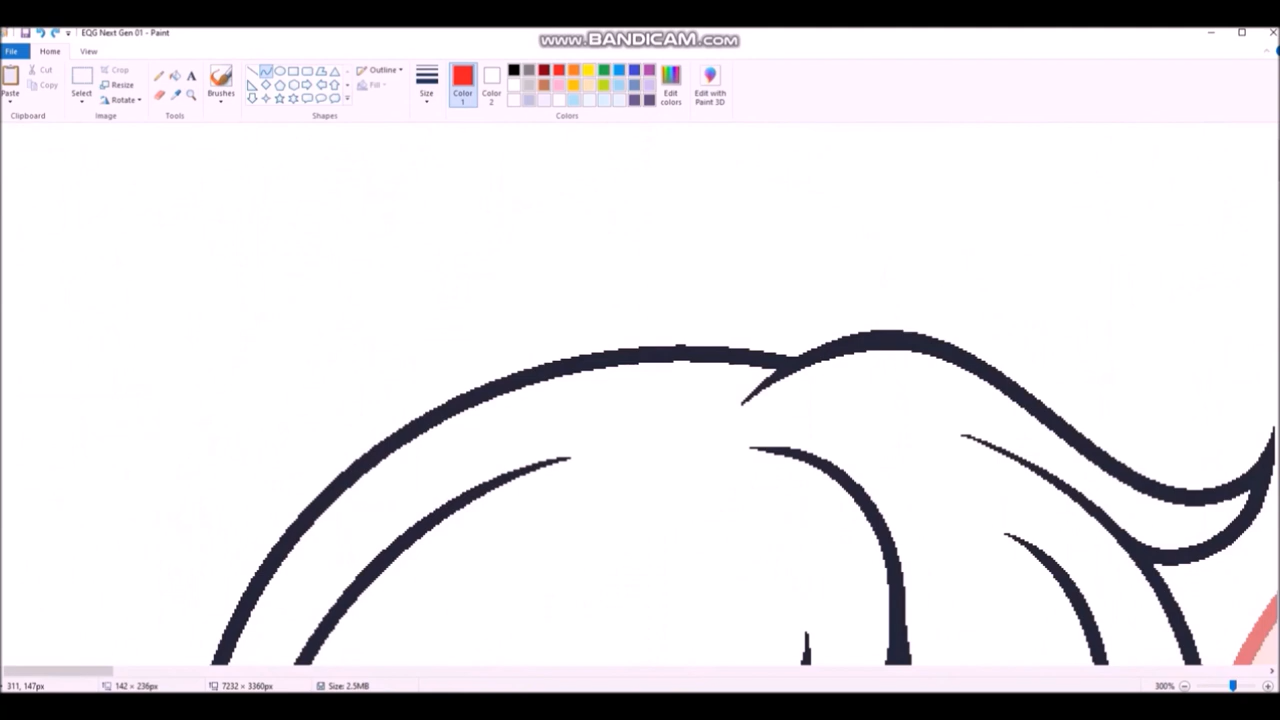 EQG Next Gen 01 - Paint
www.BANDICAM.com
File Home View
Paste Cut Copy
Clipboard
Select Crop Resize Rotate
Image
Tools
Brushes
Outline Fill
Shapes
Size
Color 1
Color 2
Edit colors
Edit with Paint 3D
Colors
311, 147px 142 × 236px 7232 × 3360px Size: 2.5MB 300%